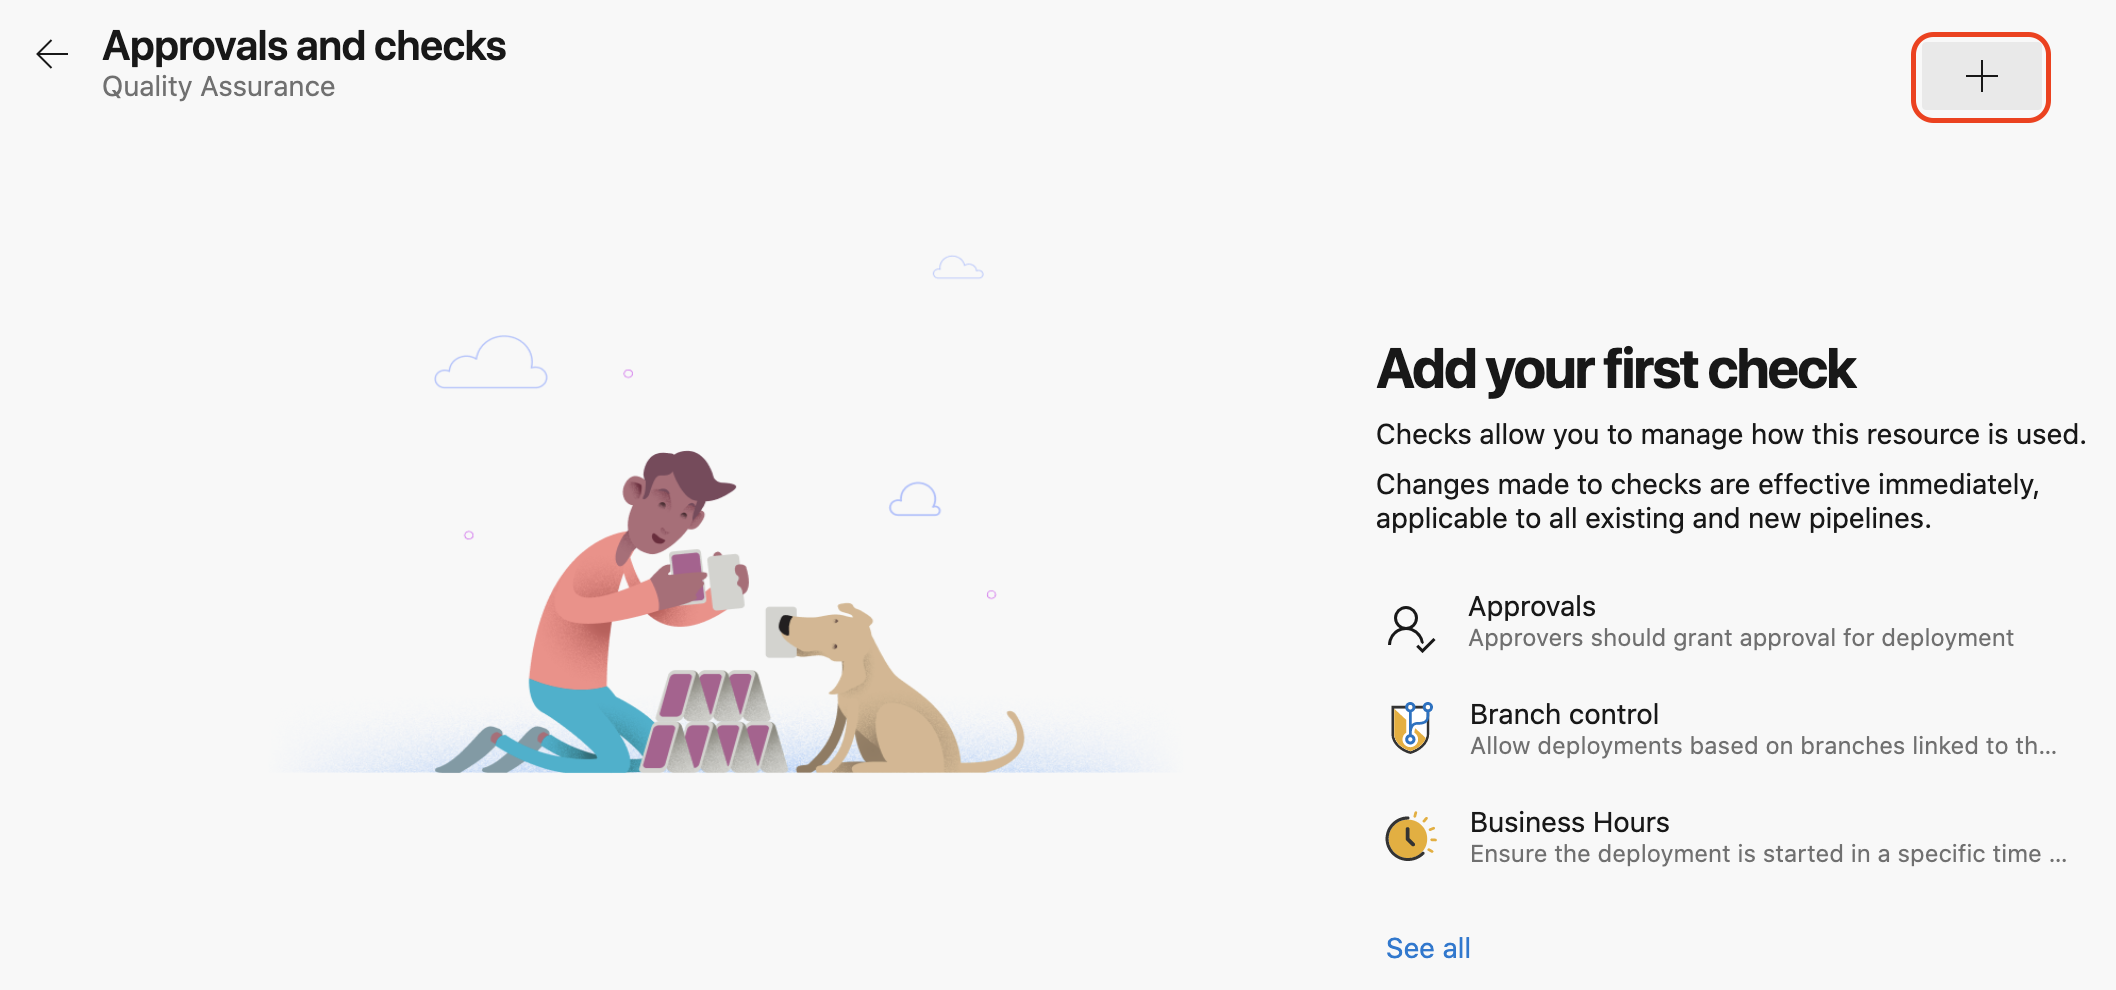 Approvals and checks
Quality Assurance
Add your first check
Checks allow you to manage how this resource is used.
Changes made to checks are effective immediately,
applicable to all existing and new pipelines.
Approvals
Approvers should grant approval for deployment
Branch control
Allow deployments based on branches linked to th...
Business Hours
Ensure the deployment is started in a specific time ...
See all